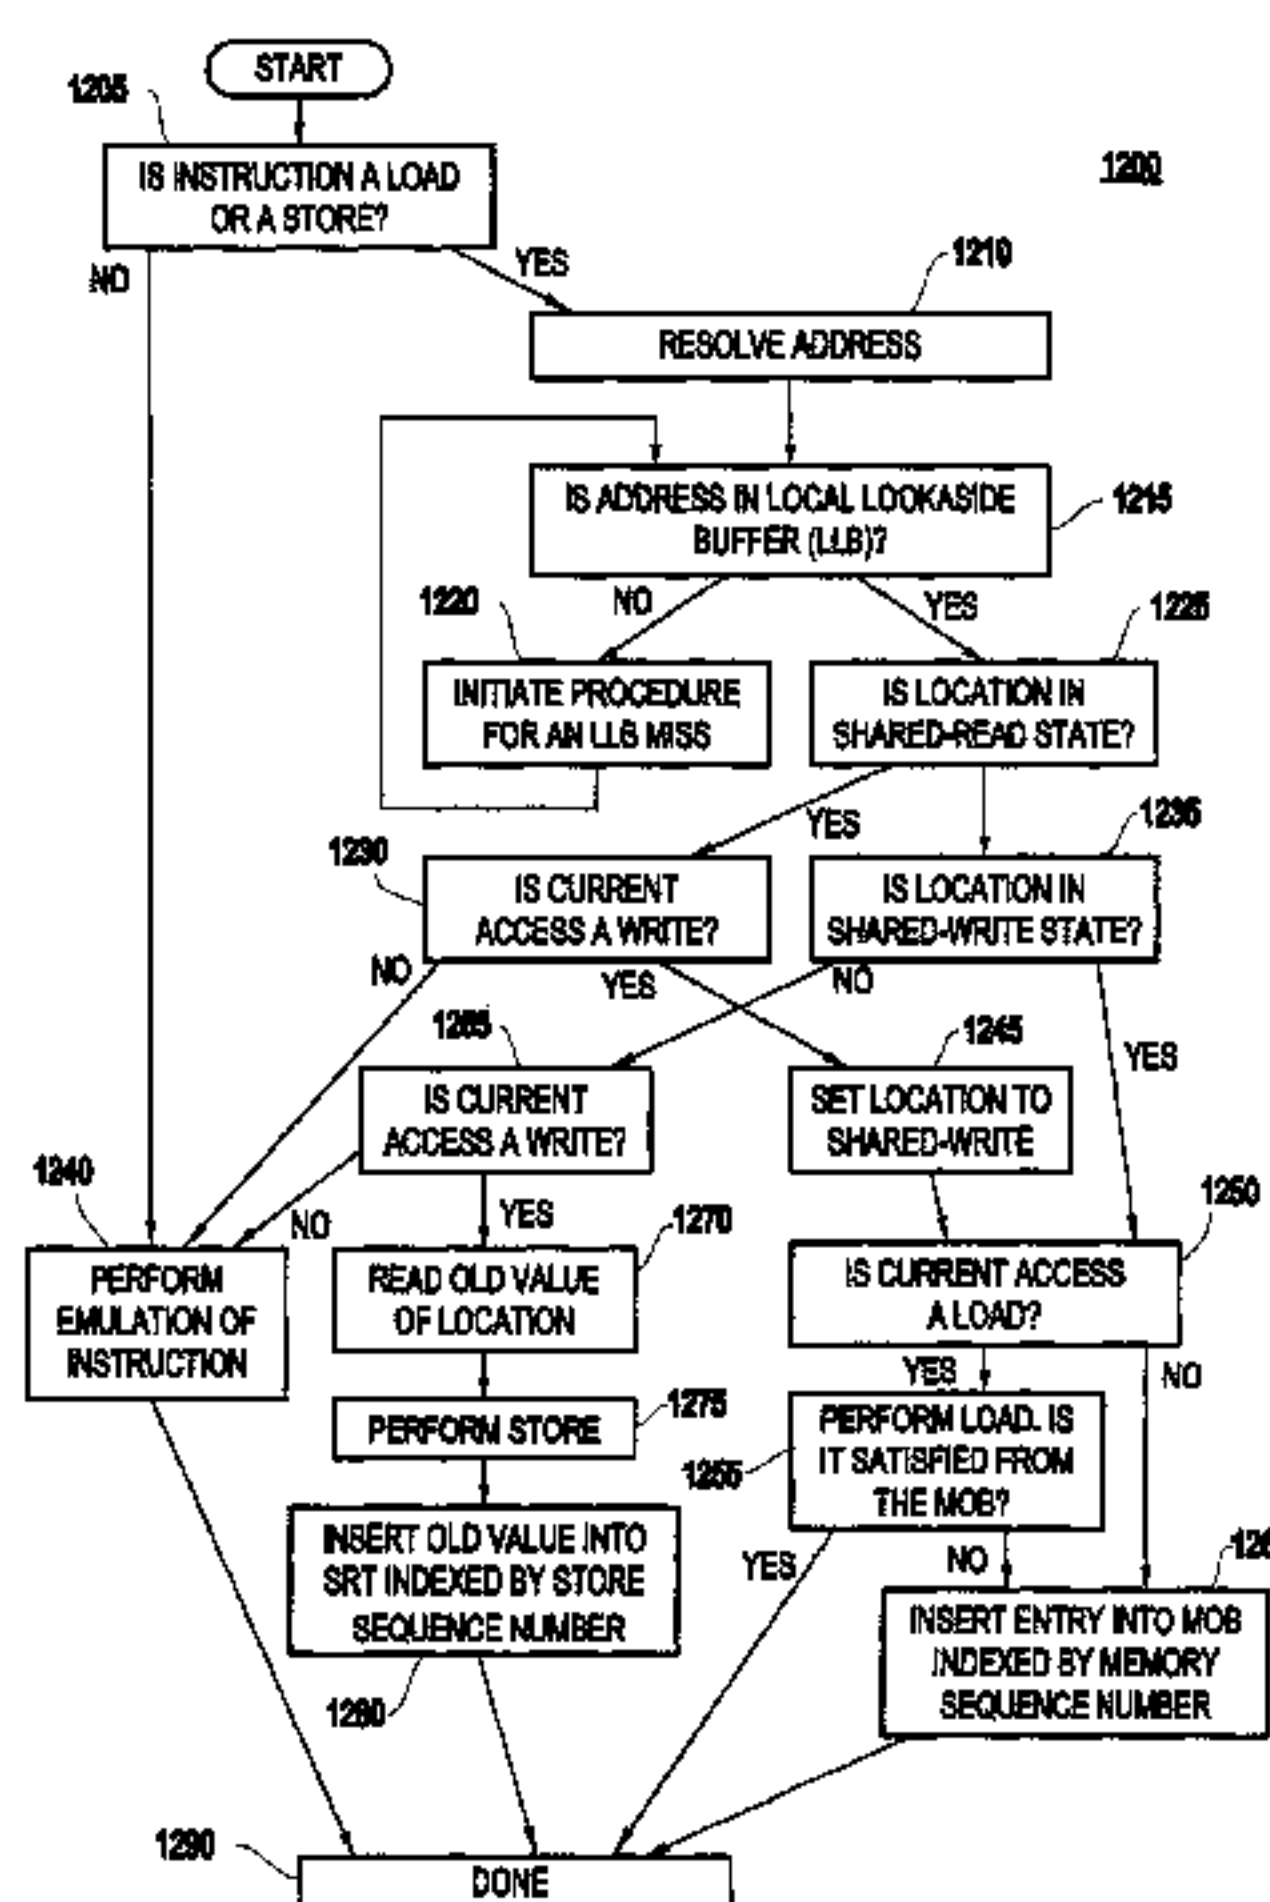 START
1205
IS INSTRUCTION A LOAD
OR A STORE?
1200
NO
YES
1210
RESOLVE ADDRESS
IS ADDRESS IN LOCAL LOOKASIDE
BUFFER (LLB)?
1215
1220
NO
YES
1225
INITIATE PROCEDURE
FOR AN LLB MISS
IS LOCATION IN
SHARED-READ STATE?
YES
1235
1230
IS CURRENT
ACCESS A WRITE?
IS LOCATION IN
SHARED-WRITE STATE?
NO
YES
NO
1265
1245
YES
IS CURRENT
ACCESS A WRITE?
SET LOCATION TO
SHARED-WRITE
1240
NO
YES
1270
1250
PERFORM
EMULATION OF
INSTRUCTION
READ OLD VALUE
OF LOCATION
IS CURRENT ACCESS
A LOAD?
YES
NO
PERFORM STORE
1275
PERFORM LOAD. IS
IT SATISFIED FROM
THE MOB?
1255
INSERT OLD VALUE INTO
SRT INDEXED BY STORE
SEQUENCE NUMBER
YES
NO
INSERT ENTRY INTO MOB
INDEXED BY MEMORY
SEQUENCE NUMBER
1280
1290
DONE